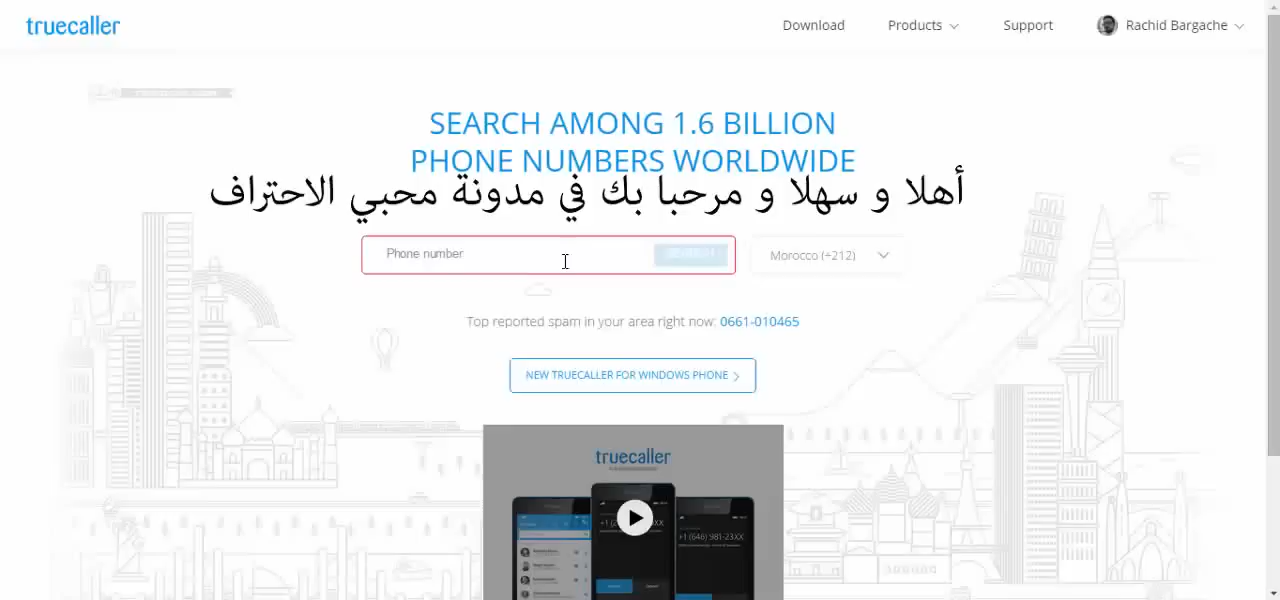 truecaller
Download
Products
Support
Rachid Bargache
SEARCH AMONG 1.6 BILLION
PHONE NUMBERS WORLDWIDE
أهلا و سهلا و مرحبا بك في مدونة محبي الاحتراف
Phone number
Morocco (+212)
Top reported spam in your area right now: 0661-010465
NEW TRUECALLER FOR WINDOWS PHONE
truecaller
+1 (646) 981-23XX